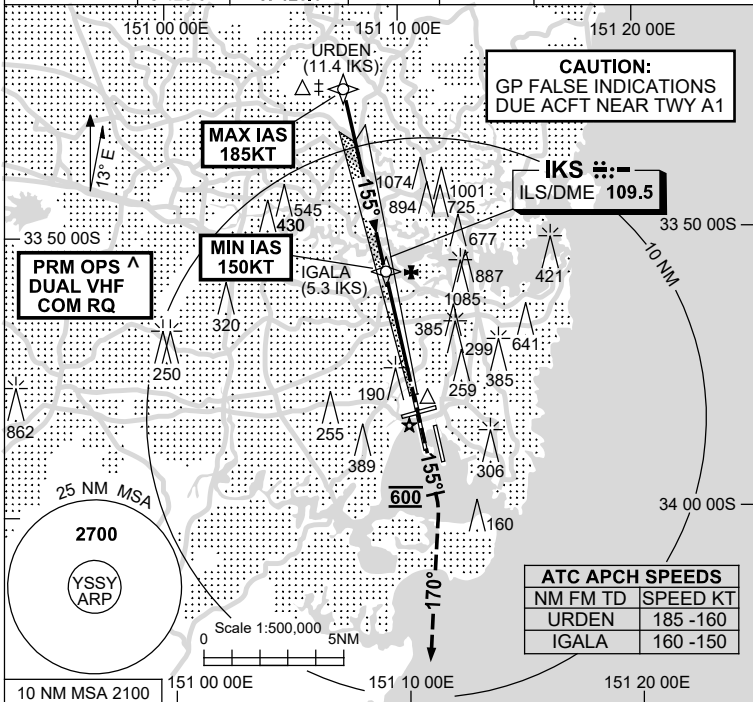 151 00 00E
151 10 00E
151 20 00E
URDEN
(11.4 IKS)
CAUTION:
GP FALSE INDICATIONS
DUE ACFT NEAR TWY A1
MAX IAS
185KT
13° E
155°
1074
1001
894
725
IKS
ILS/DME 109.5
545
430
677
33 50 00S
33 50 00S
MIN IAS
150KT
IGALA
(5.3 IKS)
PRM OPS ^
DUAL VHF
COM RQ
887
421
10 NM
1085
320
385
641
250
299
385
190
259
862
255
389
306
155°
25 NM MSA
600
2700
34 00 00S
160
YSSY
ARP
170°
ATC APCH SPEEDS
NM FM TD SPEED KT
URDEN 185 -160
IGALA 160 -150
Scale 1:500,000
0 5NM
10 NM MSA 2100
151 00 00E
151 10 00E
151 20 00E